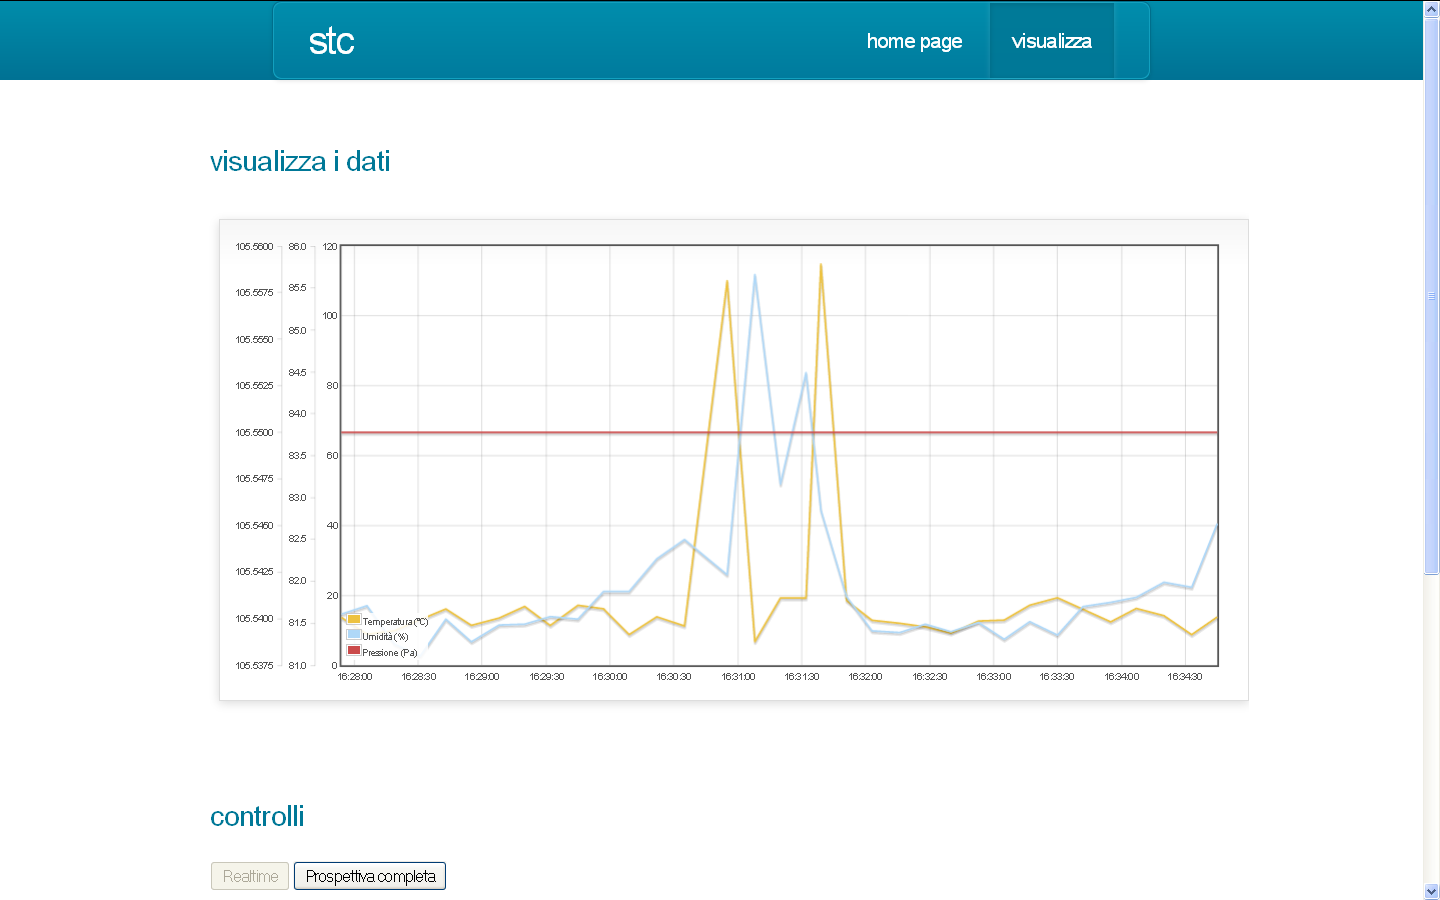 stc
home page
visualizza
visualizza i dati
105.5600 86.0 120
105.5575 85.5
105.5550 85.0 100
105.5525 84.5 80
105.5500 84.0
83.5 60
105.5475 83.0
105.5450 82.5 40
105.5425 82.0 20
105.5400 81.5
105.5375 81.0 0
Temperatura (°C)
Umidità (%)
Pressione (Pa)
16:28:00 16:28:30 16:29:00 16:29:30 16:30:00 16:30:30 16:31:00 16:31:30 16:32:00 16:32:30 16:33:00 16:33:30 16:34:00 16:34:30
controlli
Realtime
Prospettiva completa